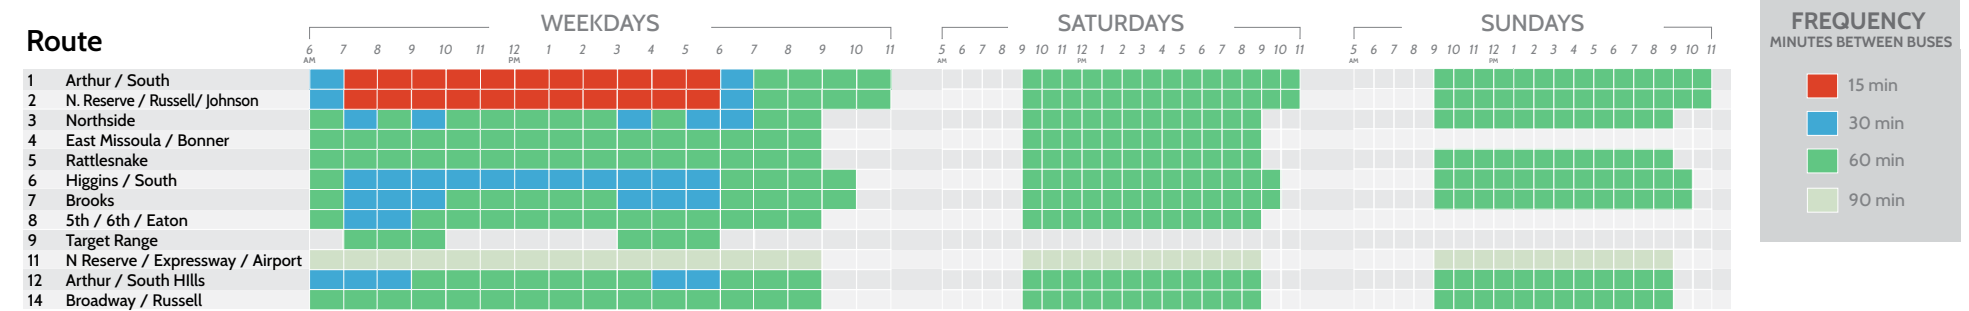 WEEKDAYS SATURDAYS SUNDAYS
Route
6 7 8 9 10 11 12 1 2 3 4 5 6 7 8 9 10 11 5 6 7 8 9 10 11 12 1 2 3 4 5 6 7 8 9 10 11 5 6 7 8 9 10 11 12 1 2 3 4 5 6 7 8 9 10 11
AM PM AM PM AM PM
1 Arthur / South
2 N. Reserve / Russell/ Johnson
3 Northside
4 East Missoula / Bonner
5 Rattlesnake
6 Higgins / South
7 Brooks
8 5th / 6th / Eaton
9 Target Range
11 N Reserve / Expressway / Airport
12 Arthur / South HIlls
14 Broadway / Russell
FREQUENCY
MINUTES BETWEEN BUSES
15 min
30 min
60 min
90 min